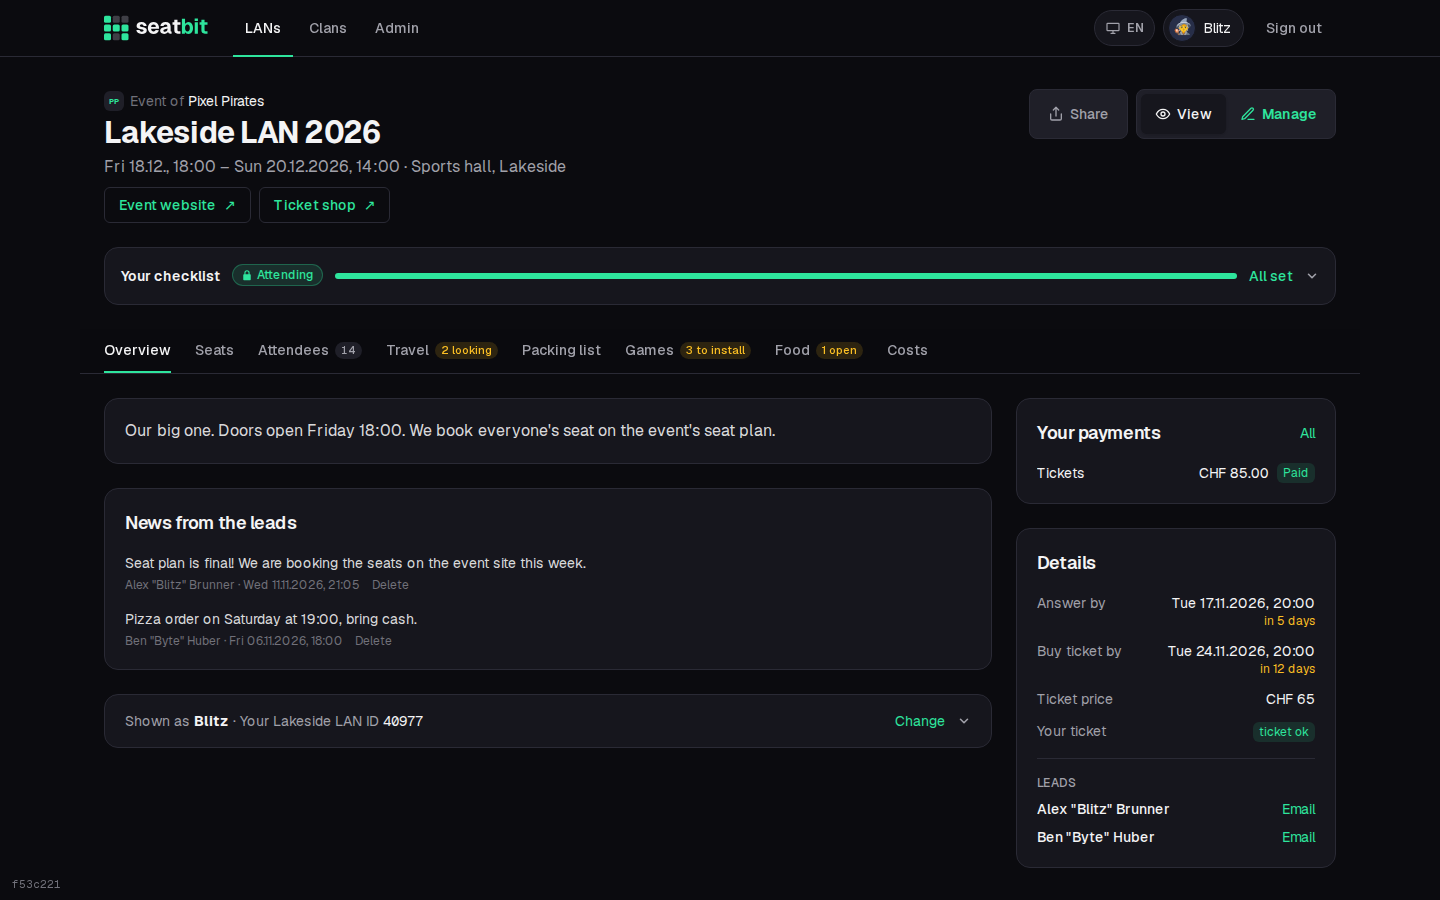 seatbit LANs Clans Admin EN Blitz Sign out
PP Event of Pixel Pirates
Lakeside LAN 2026
Fri 18.12., 18:00 – Sun 20.12.2026, 14:00 · Sports hall, Lakeside
Share View Manage
Event website ↗ Ticket shop ↗
Your checklist Attending All set
Overview Seats Attendees 14 Travel 2 looking Packing list Games 3 to install Food 1 open Costs
Our big one. Doors open Friday 18:00. We book everyone's seat on the event's seat plan.
News from the leads
Seat plan is final! We are booking the seats on the event site this week.
Alex "Blitz" Brunner · Wed 11.11.2026, 21:05 Delete
Pizza order on Saturday at 19:00, bring cash.
Ben "Byte" Huber · Fri 06.11.2026, 18:00 Delete
Shown as Blitz · Your Lakeside LAN ID 40977 Change
Your payments All
Tickets CHF 85.00 Paid
Details
Answer by Tue 17.11.2026, 20:00
in 5 days
Buy ticket by Tue 24.11.2026, 20:00
in 12 days
Ticket price CHF 65
Your ticket ticket ok
LEADS
Alex "Blitz" Brunner Email
Ben "Byte" Huber Email
f53c221